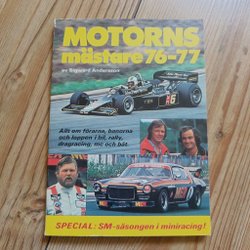 MOTORNS
mästare 76-77
av Sigvard Andersson
Allt om förarna, banorna
och loppen i bil, rally,
dragracing, mc och båt.
SPECIAL: SM-säsongen i miniracing!